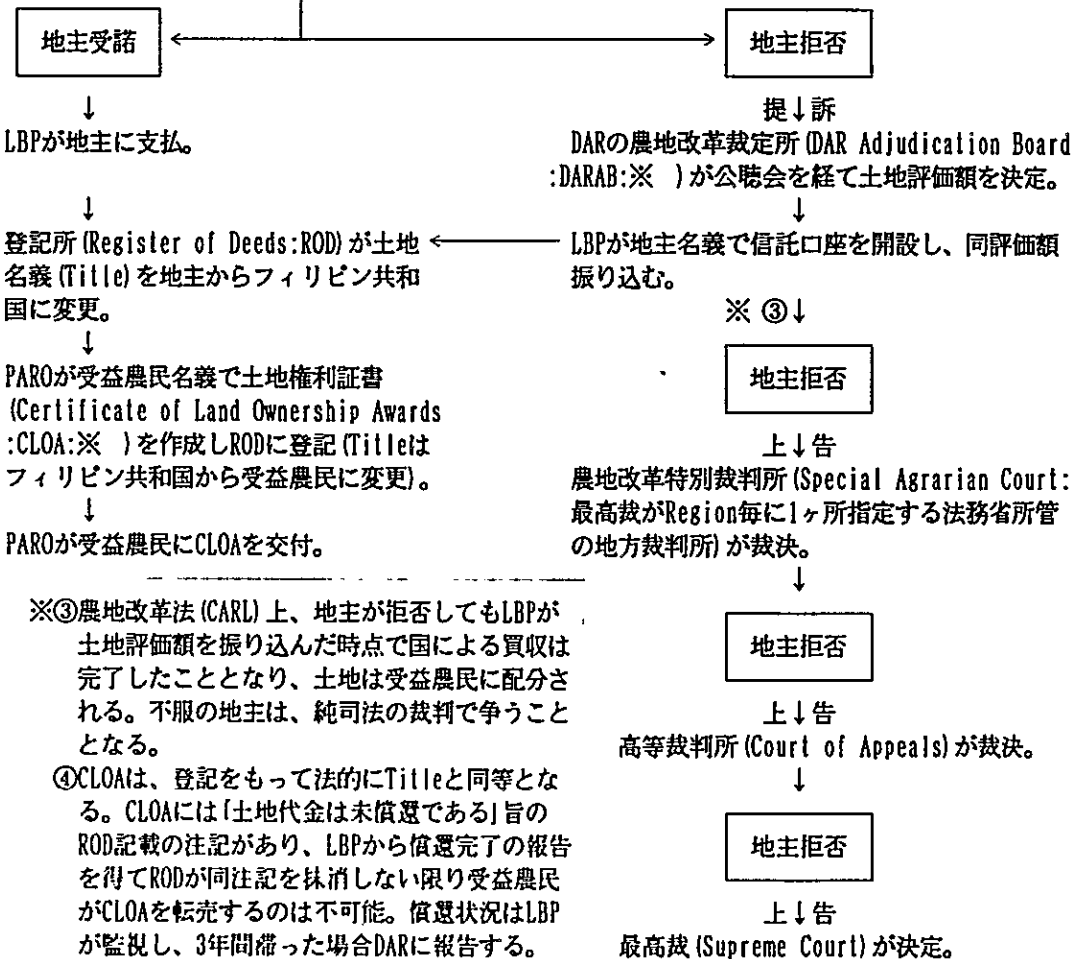 地主受諾
↓
LBPが地主に支払。
↓
登記所(Register of Deeds:ROD)が土地
名義(Title)を地主からフィリピン共和
国に変更。
↓
PAROが受益農民名義で土地権利証書
(Certificate of Land Ownership Awards
:CLOA:※ )を作成しRODに登記(Titleは
フィリピン共和国から受益農民に変更)。
↓
PAROが受益農民にCLOAを交付。
※③農地改革法(CARL)上、地主が拒否してもLBPが
土地評価額を振り込んだ時点で国による買収は
完了したこととなり、土地は受益農民に配分さ
れる。不服の地主は、純司法の裁判で争うこと
となる。
④CLOAは、登記をもって法的にTitleと同等とな
る。CLOAには「土地代金は未償還である」旨の
ROD記載の注記があり、LBPから償還完了の報告
を得てRODが同注記を抹消しない限り受益農民
がCLOAを転売するのは不可能。償還状況はLBP
が監視し、3年間滞った場合DARに報告する。
地主拒否
提↓訴
DARの農地改革裁定所(DAR Adjudication Board
:DARAB:※ )が公聴会を経て土地評価額を決定。
↓
LBPが地主名義で信託口座を開設し、同評価額
振り込む。
※ ③↓
地主拒否
上↓告
農地改革特別裁判所(Special Agrarian Court:
最高裁がRegion毎に1ヶ所指定する法務省所管
の地方裁判所)が裁決。
↓
地主拒否
上↓告
高等裁判所(Court of Appeals)が裁決。
↓
地主拒否
上↓告
最高裁(Supreme Court)が決定。